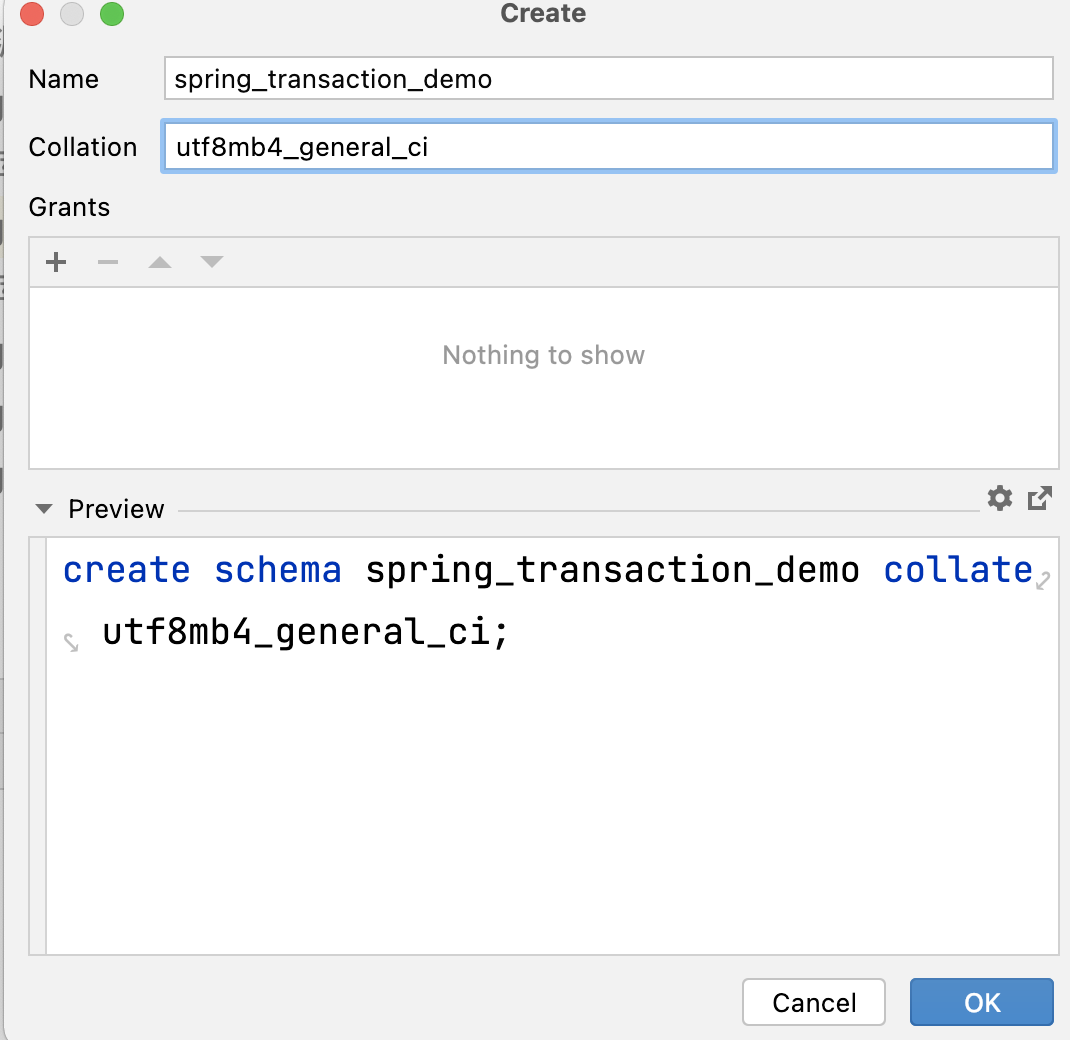 Create
Name
spring_transaction_demo
Collation
utf8mb4_general_ci
Grants
Nothing to show
Preview
create schema spring_transaction_demo collate
utf8mb4_general_ci;
Cancel
OK